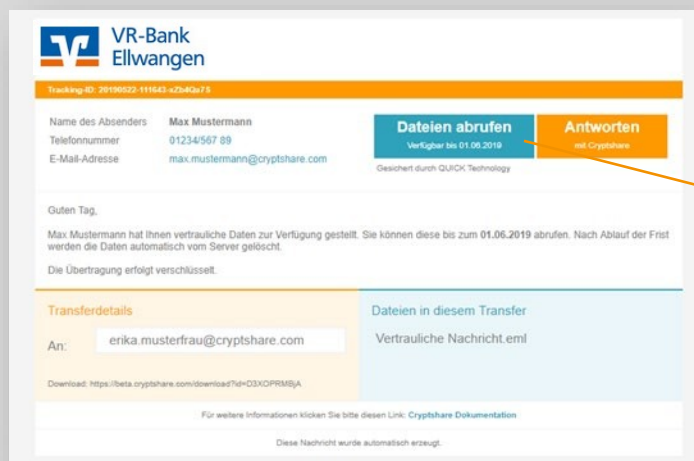 VR-Bank
Ellwangen
Tracking-ID: 20190522-111643-sZb4Qa7S
Name des Absenders Max Mustermann
Telefonnummer 01234/567 89
E-Mail-Adresse max.mustermann@cryptshare.com
Dateien abrufen
Verfügbar bis 01.06.2019
Antworten
mit Cryptshare
Gesichert durch QUICK Technology
Guten Tag,
Max Mustermann hat Ihnen vertrauliche Daten zur Verfügung gestellt. Sie können diese bis zum 01.06.2019 abrufen. Nach Ablauf der Frist
werden die Daten automatisch vom Server gelöscht.
Die Übertragung erfolgt verschlüsselt.
Transferdetails
An: erika.musterfrau@cryptshare.com
Download: https://beta.cryptshare.com/download?id=D3XOPRMBjA
Dateien in diesem Transfer
Vertrauliche Nachricht.eml
Für weitere Informationen klicken Sie bitte diesen Link: Cryptshare Dokumentation
Diese Nachricht wurde automatisch erzeugt.